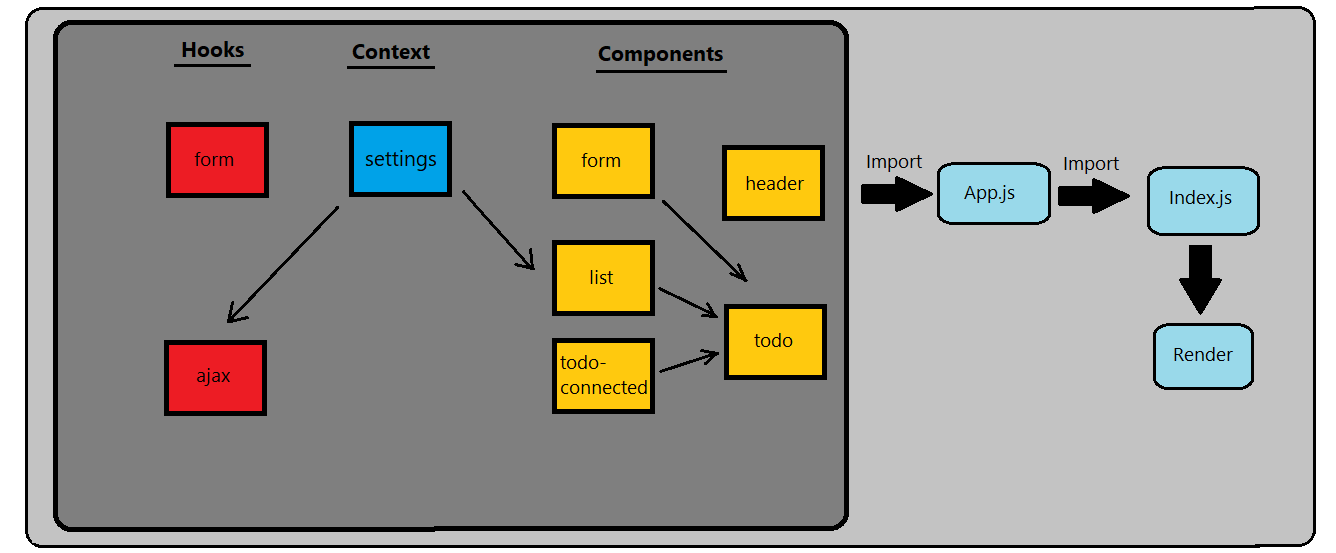 Hooks
Context
Components
form
settings
form
header
list
todo
ajax
todo-
connected
Import
App.js
Import
Index.js
Render